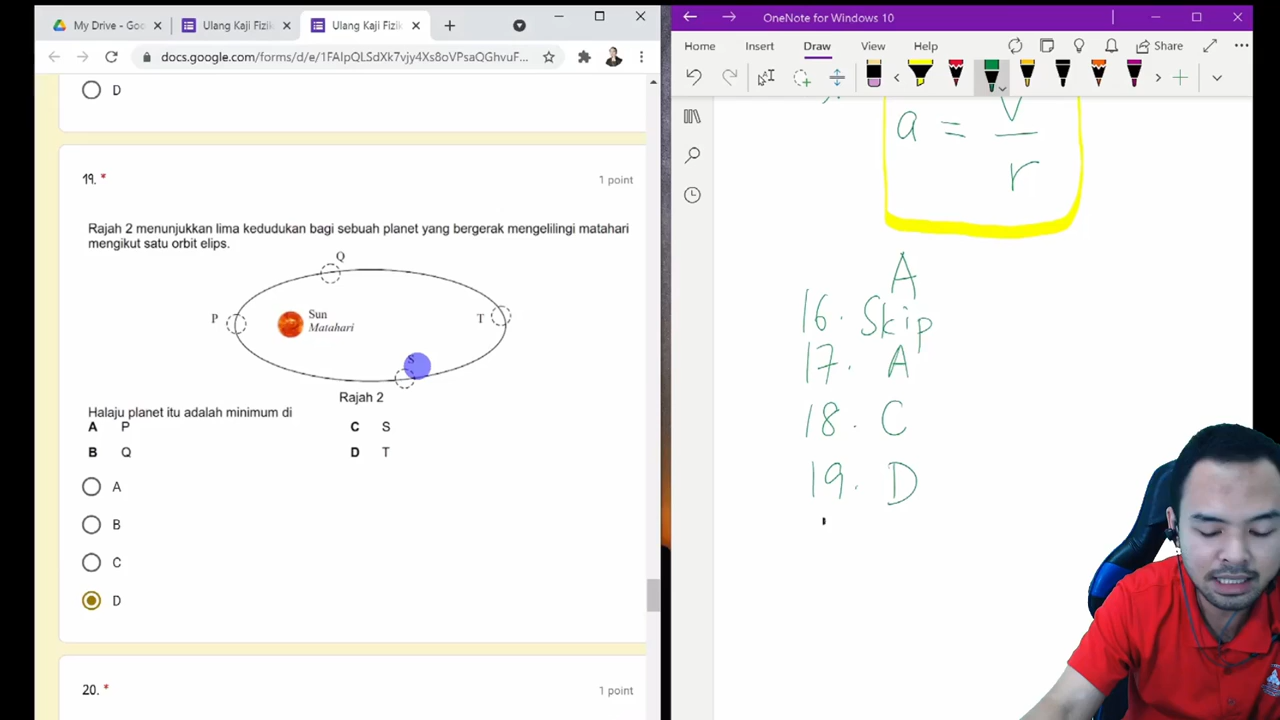 My Drive - Goo
Ulang Kaji Fizik
Ulang Kaji Fizik
docs.google.com/forms/d/e/1FAIpQLSdXk7vjy4Xs8oVPsaQGhvuF...
D
19. *
1 point
Rajah 2 menunjukkan lima kedudukan bagi sebuah planet yang bergerak mengelilingi matahari
mengikut satu orbit elips.
Q
P
Sun
Matahari
T
S
Rajah 2
Halaju planet itu adalah minimum di
A P C S
B Q D T
A
B
C
D
20. *
1 point
OneNote for Windows 10
Home Insert Draw View Help Share
a = V
r
A
16. Skip
17. A
18. C
19. D